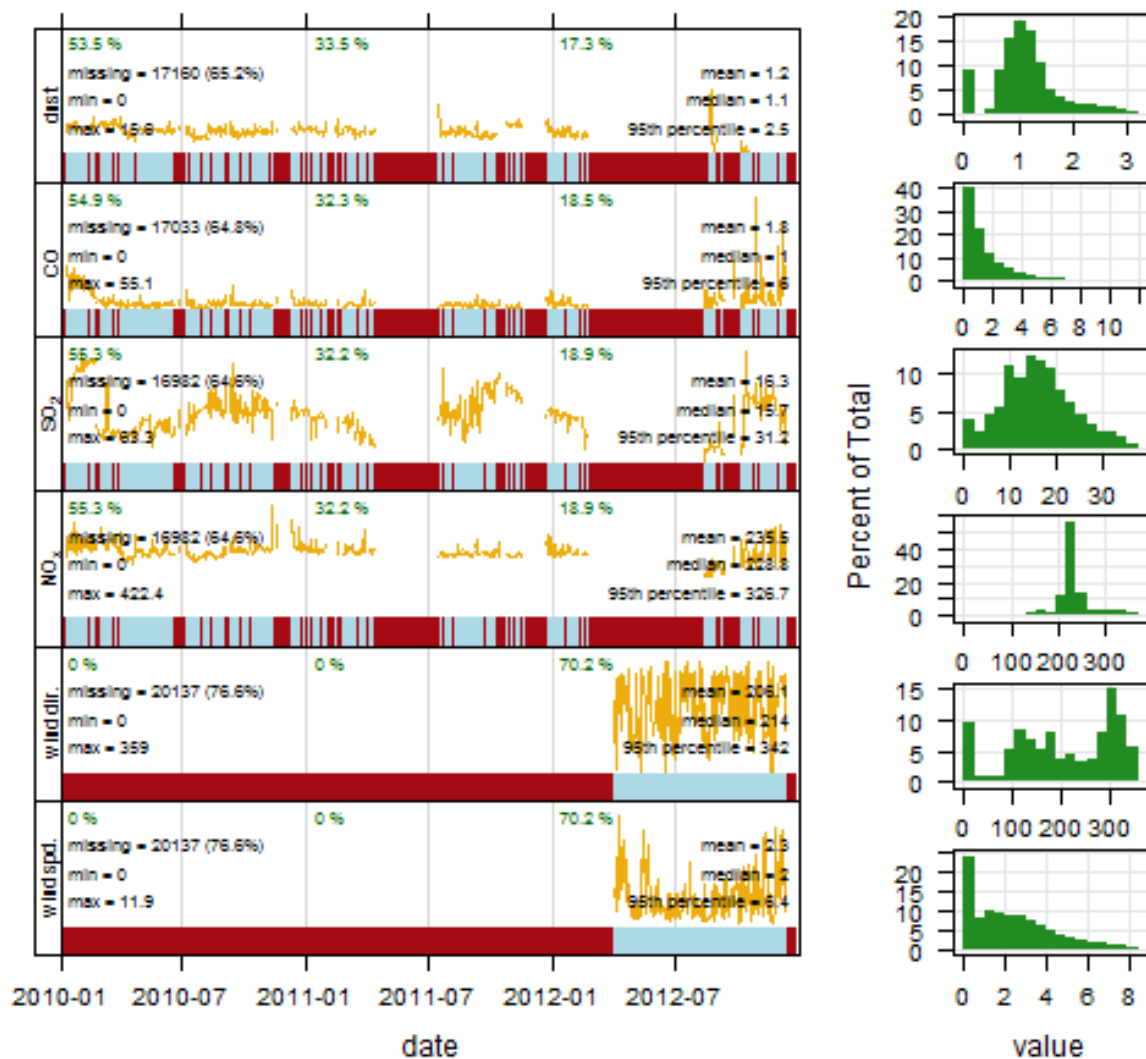 53.5 % 33.5 % 17.3 %
dust
missing = 17160 (65.2%) mean = 1.2
min = 0 median = 1.1
max = 15.9 95th percentile = 2.5
54.9 % 32.3 % 18.5 %
CO
missing = 17033 (64.8%) mean = 1.8
min = 0 median = 1
max = 55.1 95th percentile = 6
55.3 % 32.2 % 18.9 %
SO2
missing = 16982 (64.6%) mean = 16.3
min = 0 median = 15.7
max = 83.3 95th percentile = 31.2
55.3 % 32.2 % 18.9 %
NOx
missing = 16982 (64.6%) mean = 235.5
min = 0 median = 228.8
max = 422.4 95th percentile = 326.7
0 % 0 % 70.2 %
wind dir.
missing = 20137 (76.6%) mean = 206.1
min = 0 median = 214
max = 359 95th percentile = 342
0 % 0 % 70.2 %
wind spd.
missing = 20137 (76.6%) mean = 2.3
min = 0 median = 2
max = 11.9 95th percentile = 6.4
2010-01 2010-07 2011-01 2011-07 2012-01 2012-07
date
Percent of Total
20
15
10
5
0
0 1 2 3
40
30
20
10
0
0 2 4 6 8 10
10
5
0
0 10 20 30
40
20
0
0 100 200 300
15
10
5
0
0 100 200 300
20
15
10
5
0
0 2 4 6 8
value